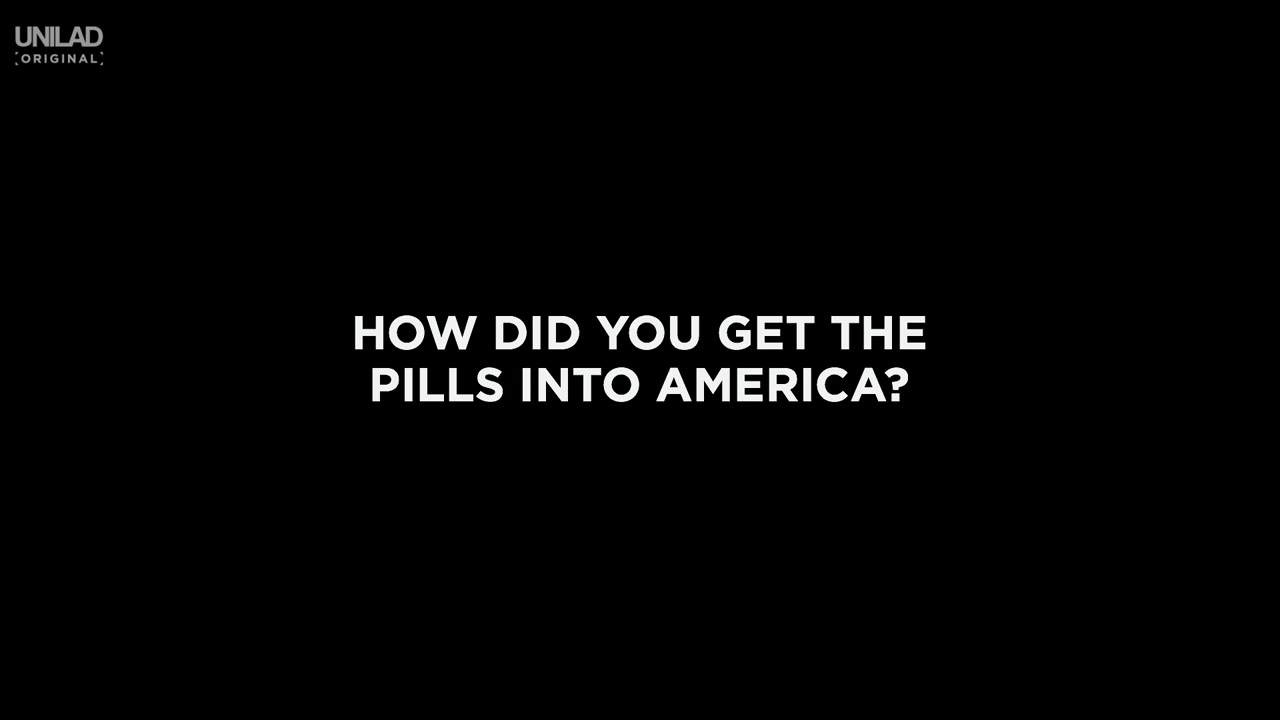 UNILAD
[ORIGINAL]
HOW DID YOU GET THE
PILLS INTO AMERICA?